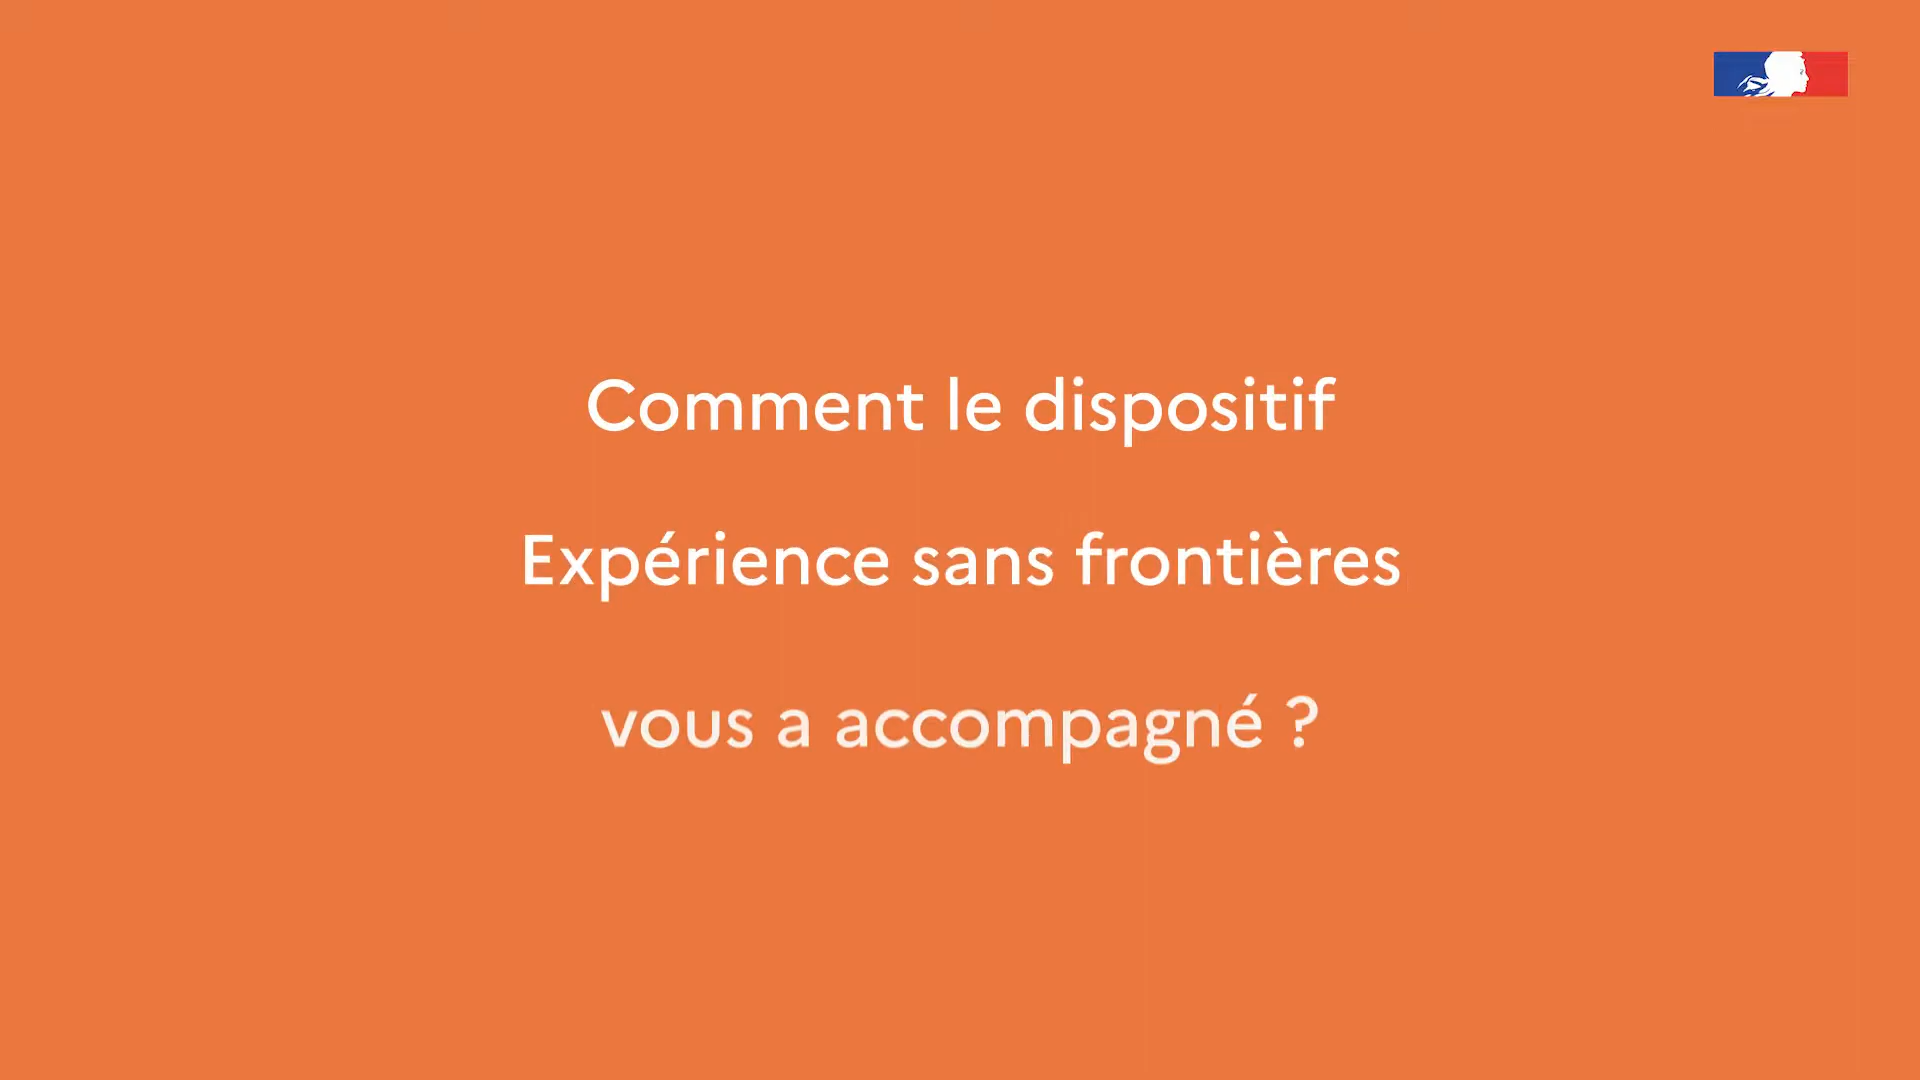 Comment le dispositif
Expérience sans frontières
vous a accompagné ?